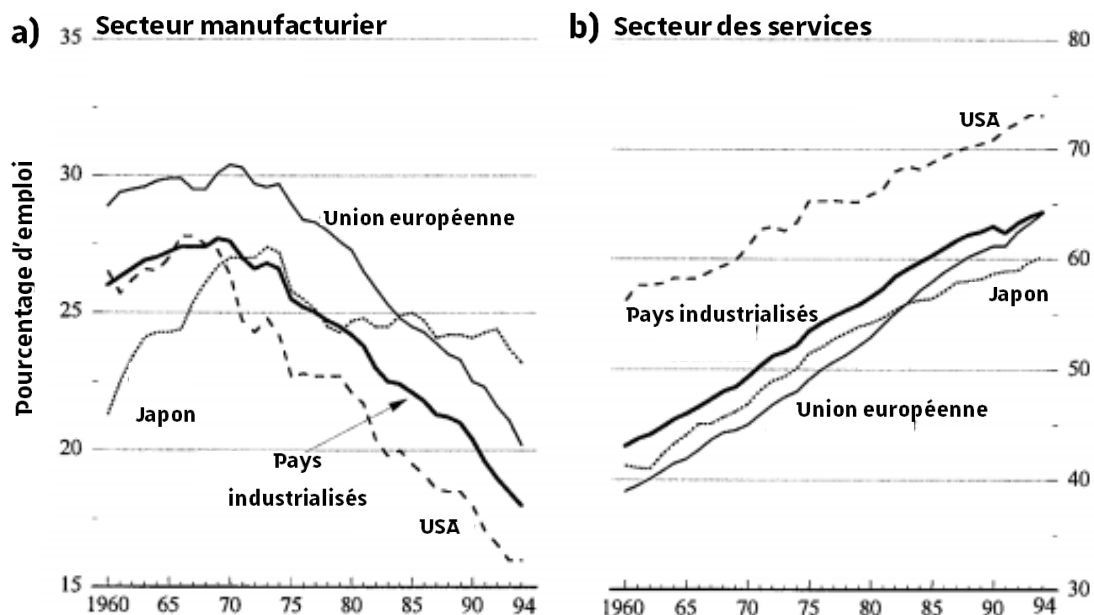 a) Secteur manufacturier
35
30
25
20
15
Pourcentage d'emploi
Union européenne
Japon
Pays
industrialisés
USA
1960 65 70 75 80 85 90 94
b) Secteur des services
80
70
60
50
40
30
USA
Pays industrialisés
Japon
Union européenne
1960 65 70 75 80 85 90 94